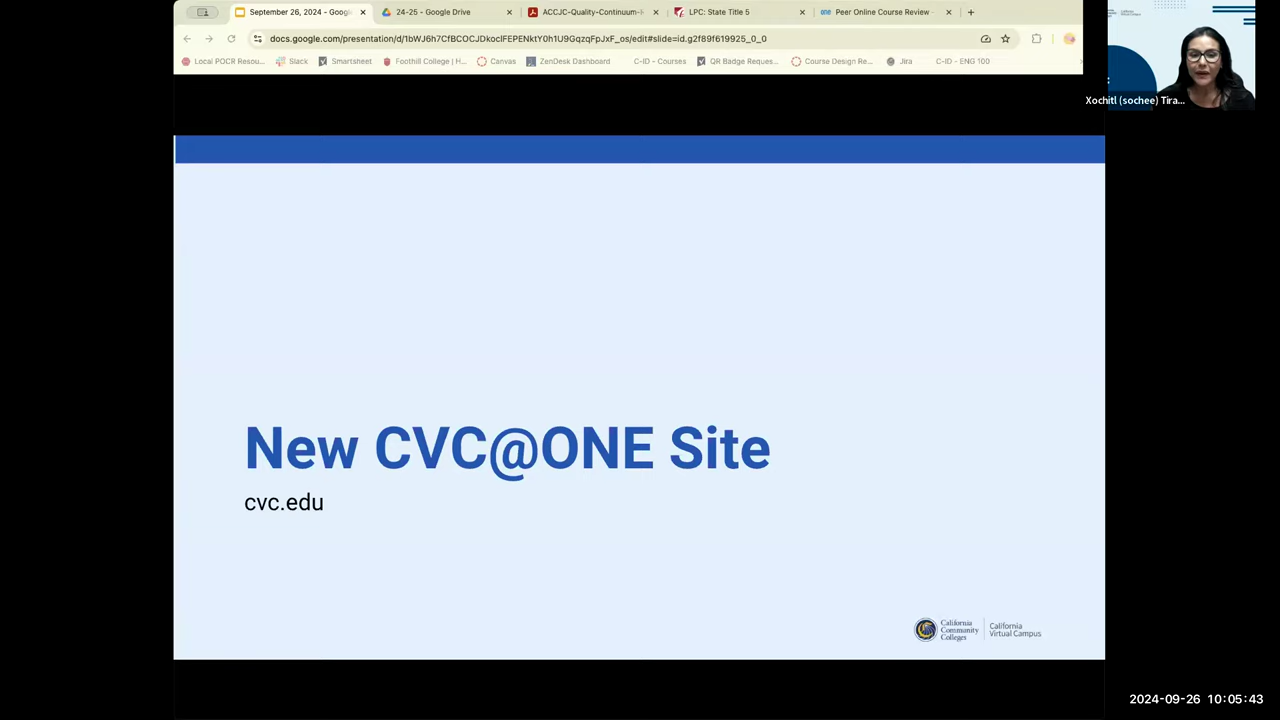 September 26, 2024 - Googl
24-25 - Google Drive
ACCJC-Quality-Continuum-
LPC: State Title 5
Peer Online Course Review
docs.google.com/presentation/d/1bWJ6h7CfBCOCJDkoclFEPENktY0h1U9GqzqFpJxF_os/edit#slide=id.g2f89f619925_0_0
Local POCR Resou...
Slack
Smartsheet
Foothill College | H...
Canvas
ZenDesk Dashboard
C-ID - Courses
QR Badge Reques...
Course Design Re...
Jira
C-ID - ENG 100
Xochitl (sochee) Tira...
New CVC@ONE Site
cvc.edu
California
Community
Colleges
California
Virtual Campus
2024-09-26 10:05:43